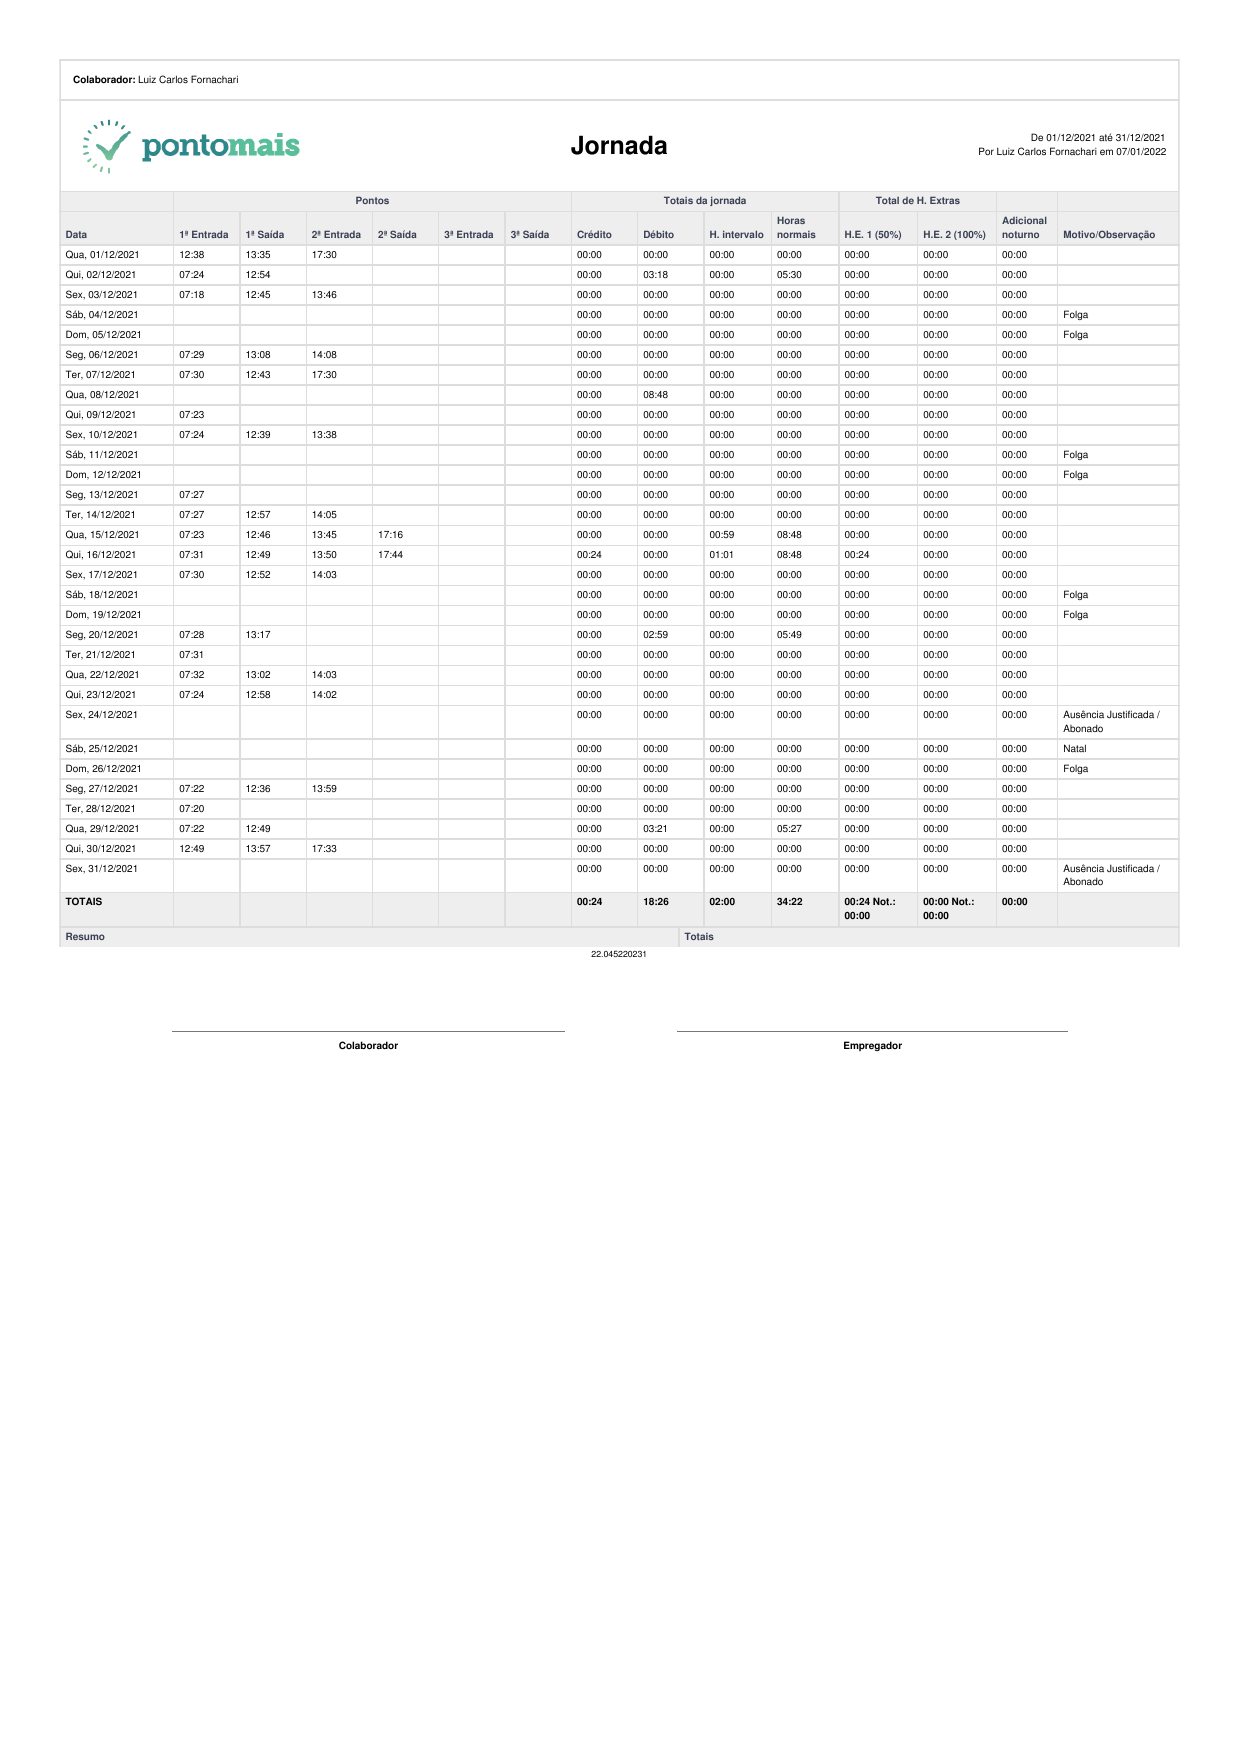 Colaborador: Luiz Carlos Fornachari
pontomais
Jornada
De 01/12/2021 até 31/12/2021
Por Luiz Carlos Fornachari em 07/01/2022
Pontos Totais da jornada Total de H. Extras
Data 1ª Entrada 1ª Saída 2ª Entrada 2ª Saída 3ª Entrada 3ª Saída Crédito Débito H. intervalo Horas normais H.E. 1 (50%) H.E. 2 (100%) Adicional noturno Motivo/Observação
Qua, 01/12/2021 12:38 13:35 17:30 00:00 00:00 00:00 00:00 00:00 00:00 00:00
Qui, 02/12/2021 07:24 12:54 00:00 03:18 00:00 05:30 00:00 00:00 00:00
Sex, 03/12/2021 07:18 12:45 13:46 00:00 00:00 00:00 00:00 00:00 00:00 00:00
Sáb, 04/12/2021 00:00 00:00 00:00 00:00 00:00 00:00 00:00 Folga
Dom, 05/12/2021 00:00 00:00 00:00 00:00 00:00 00:00 00:00 Folga
Seg, 06/12/2021 07:29 13:08 14:08 00:00 00:00 00:00 00:00 00:00 00:00 00:00
Ter, 07/12/2021 07:30 12:43 17:30 00:00 00:00 00:00 00:00 00:00 00:00 00:00
Qua, 08/12/2021 00:00 08:48 00:00 00:00 00:00 00:00 00:00
Qui, 09/12/2021 07:23 00:00 00:00 00:00 00:00 00:00 00:00 00:00
Sex, 10/12/2021 07:24 12:39 13:38 00:00 00:00 00:00 00:00 00:00 00:00 00:00
Sáb, 11/12/2021 00:00 00:00 00:00 00:00 00:00 00:00 00:00 Folga
Dom, 12/12/2021 00:00 00:00 00:00 00:00 00:00 00:00 00:00 Folga
Seg, 13/12/2021 07:27 00:00 00:00 00:00 00:00 00:00 00:00 00:00
Ter, 14/12/2021 07:27 12:57 14:05 00:00 00:00 00:00 00:00 00:00 00:00 00:00
Qua, 15/12/2021 07:23 12:46 13:45 17:16 00:00 00:00 00:59 08:48 00:00 00:00 00:00
Qui, 16/12/2021 07:31 12:49 13:50 17:44 00:24 00:00 01:01 08:48 00:24 00:00 00:00
Sex, 17/12/2021 07:30 12:52 14:03 00:00 00:00 00:00 00:00 00:00 00:00 00:00
Sáb, 18/12/2021 00:00 00:00 00:00 00:00 00:00 00:00 00:00 Folga
Dom, 19/12/2021 00:00 00:00 00:00 00:00 00:00 00:00 00:00 Folga
Seg, 20/12/2021 07:28 13:17 00:00 02:59 00:00 05:49 00:00 00:00 00:00
Ter, 21/12/2021 07:31 00:00 00:00 00:00 00:00 00:00 00:00 00:00
Qua, 22/12/2021 07:32 13:02 14:03 00:00 00:00 00:00 00:00 00:00 00:00 00:00
Qui, 23/12/2021 07:24 12:58 14:02 00:00 00:00 00:00 00:00 00:00 00:00 00:00
Sex, 24/12/2021 00:00 00:00 00:00 00:00 00:00 00:00 00:00 Ausência Justificada /
Abonado
Sáb, 25/12/2021 00:00 00:00 00:00 00:00 00:00 00:00 00:00 Natal
Dom, 26/12/2021 00:00 00:00 00:00 00:00 00:00 00:00 00:00 Folga
Seg, 27/12/2021 07:22 12:36 13:59 00:00 00:00 00:00 00:00 00:00 00:00 00:00
Ter, 28/12/2021 07:20 00:00 00:00 00:00 00:00 00:00 00:00 00:00
Qua, 29/12/2021 07:22 12:49 00:00 03:21 00:00 05:27 00:00 00:00 00:00
Qui, 30/12/2021 12:49 13:57 17:33 00:00 00:00 00:00 00:00 00:00 00:00 00:00
Sex, 31/12/2021 00:00 00:00 00:00 00:00 00:00 00:00 00:00 Ausência Justificada /
Abonado
TOTAIS 00:24 18:26 02:00 34:22 00:24 Not.: 00:00 Not.: 00:00
00:00 00:00
Resumo Totais
22.045220231
Colaborador Empregador